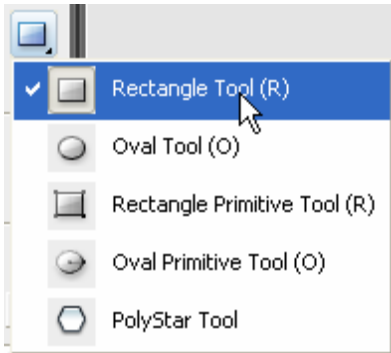 Rectangle Tool (R)
Oval Tool (O)
Rectangle Primitive Tool (R)
Oval Primitive Tool (O)
PolyStar Tool